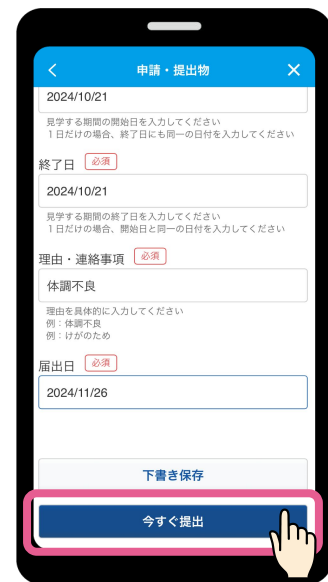 申請・提出物
2024/10/21
見学する期間の開始日を入力してください
１日だけの場合、終了日にも同一の日付を入力してください
終了日 必須
2024/10/21
見学する期間の終了日を入力してください
１日だけの場合、開始日と同一の日付を入力してください
理由・連絡事項 必須
体調不良
理由を具体的に入力してください
例：体調不良
例：けがのため
届出日 必須
2024/11/26
下書き保存
今すぐ提出